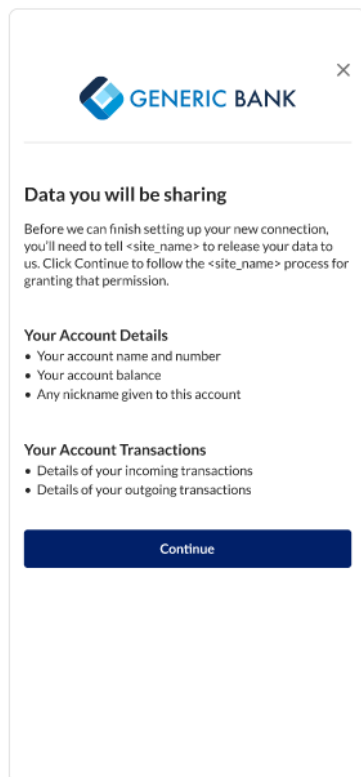 GENERIC BANK
Data you will be sharing
Before we can finish setting up your new connection,
you'll need to tell <site_name> to release your data to
us. Click Continue to follow the <site_name> process for
granting that permission.
Your Account Details
• Your account name and number
• Your account balance
• Any nickname given to this account
Your Account Transactions
• Details of your incoming transactions
• Details of your outgoing transactions
Continue